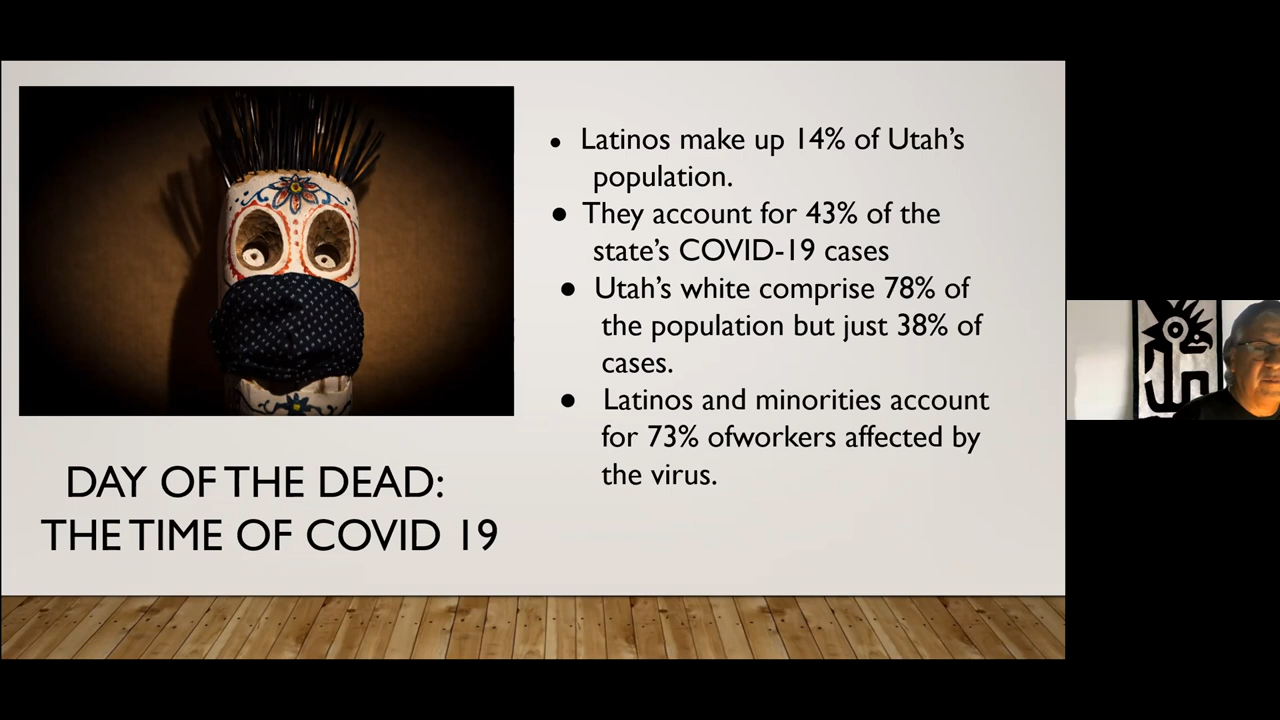 • Latinos make up 14% of Utah’s
population.
• They account for 43% of the
state’s COVID-19 cases
• Utah’s white comprise 78% of
the population but just 38% of
cases.
• Latinos and minorities account
for 73% ofworkers affected by
the virus.
DAY OF THE DEAD:
THE TIME OF COVID 19